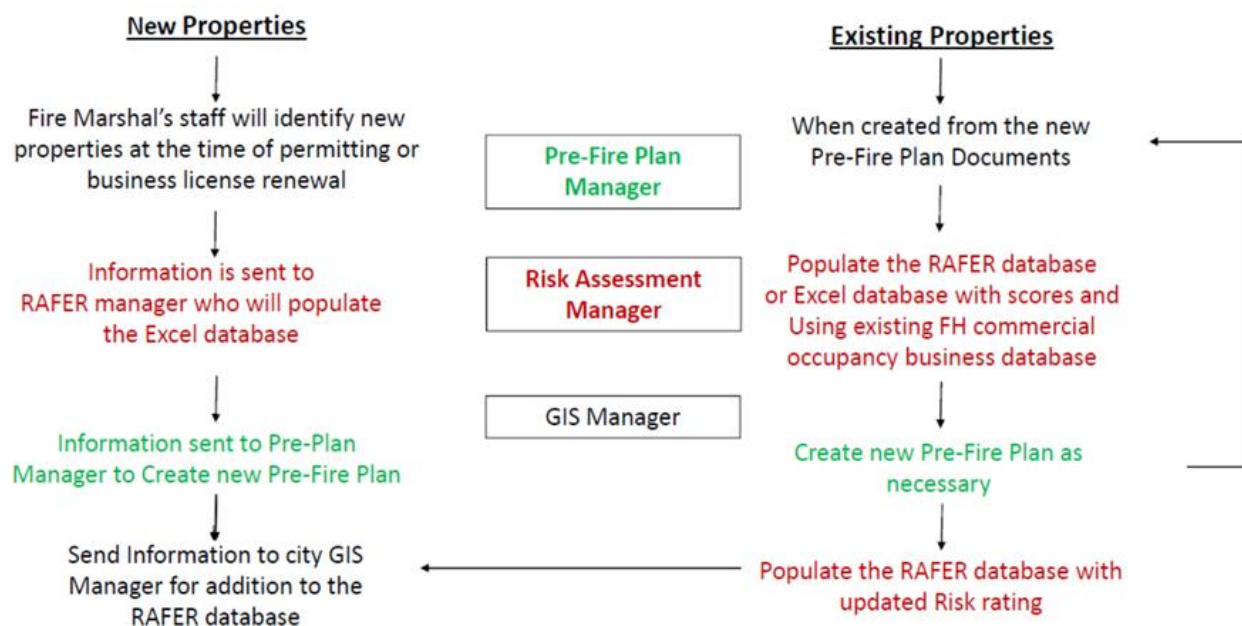 New Properties
Fire Marshal's staff will identify new
properties at the time of permitting or
business license renewal
Information is sent to
RAFER manager who will populate
the Excel database
Information sent to Pre-Plan
Manager to Create new Pre-Fire Plan
Send Information to city GIS
Manager for addition to the
RAFER database
Pre-Fire Plan
Manager
Risk Assessment
Manager
GIS Manager
Existing Properties
When created from the new
Pre-Fire Plan Documents
Populate the RAFER database
or Excel database with scores and
Using existing FH commercial
occupancy business database
Create new Pre-Fire Plan as
necessary
Populate the RAFER database with
updated Risk rating